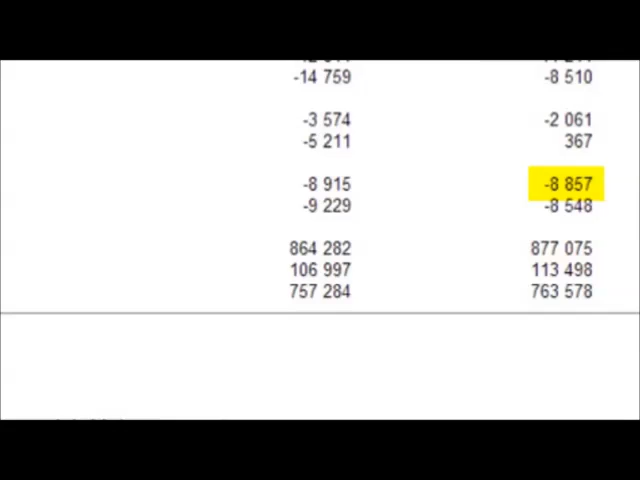 -14 759 -8 510
-3 574 -2 061
-5 211 367
-8 915 -8 857
-9 229 -8 548
864 282 877 075
106 997 113 498
757 284 763 578